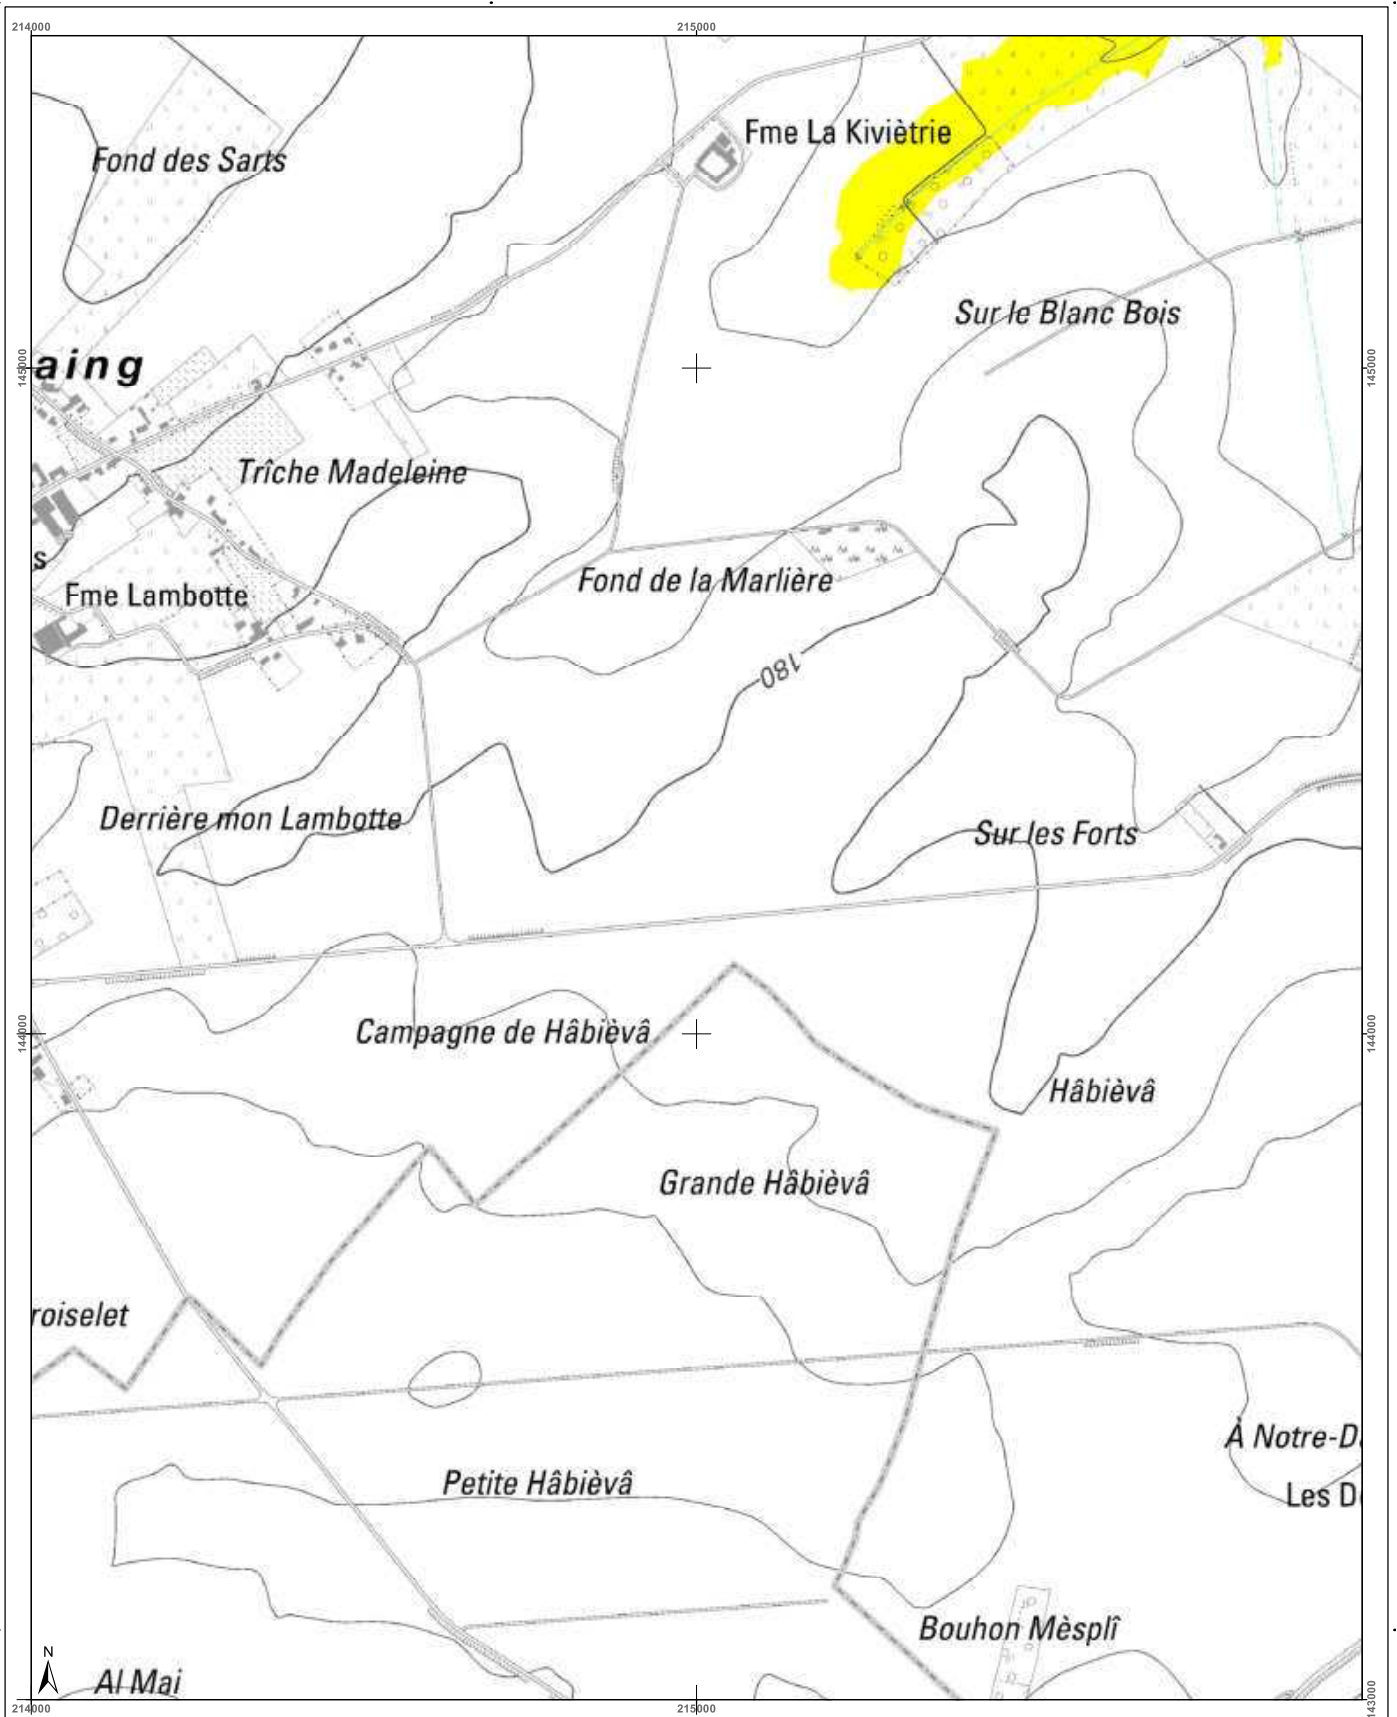 214000
215000
Fme La Kiviètrie
Fond des Sarts
Sur le Blanc Bois
aing
145000
145000
Trîche Madeleine
s
Fond de la Marlière
Fme Lambotte
180
Derrière mon Lambotte
Sur les Forts
Campagne de Hâbièvâ
144000
144000
Hâbièvâ
Grande Hâbièvâ
roiselet
À Notre-D
Petite Hâbièvâ
Les D
Bouhon Mèsplî
N
Al Mai
214000
215000
143000